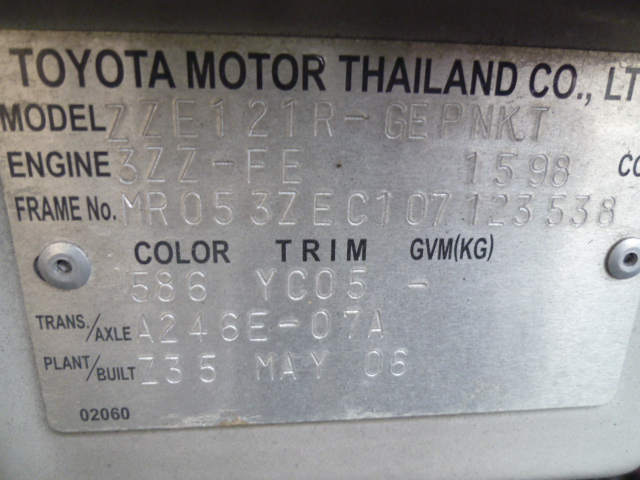 TOYOTA MOTOR THAILAND CO., LT
MODEL ZZE121R-GEPNKT
ENGINE 3ZZ-FE 1598 CC
FRAME No. MR053ZEC107123538
COLOR TRIM GVM(KG)
586 YC05 -
TRANS./AXLE A246E-07A
PLANT/BUILT Z35 MAY 06
02060